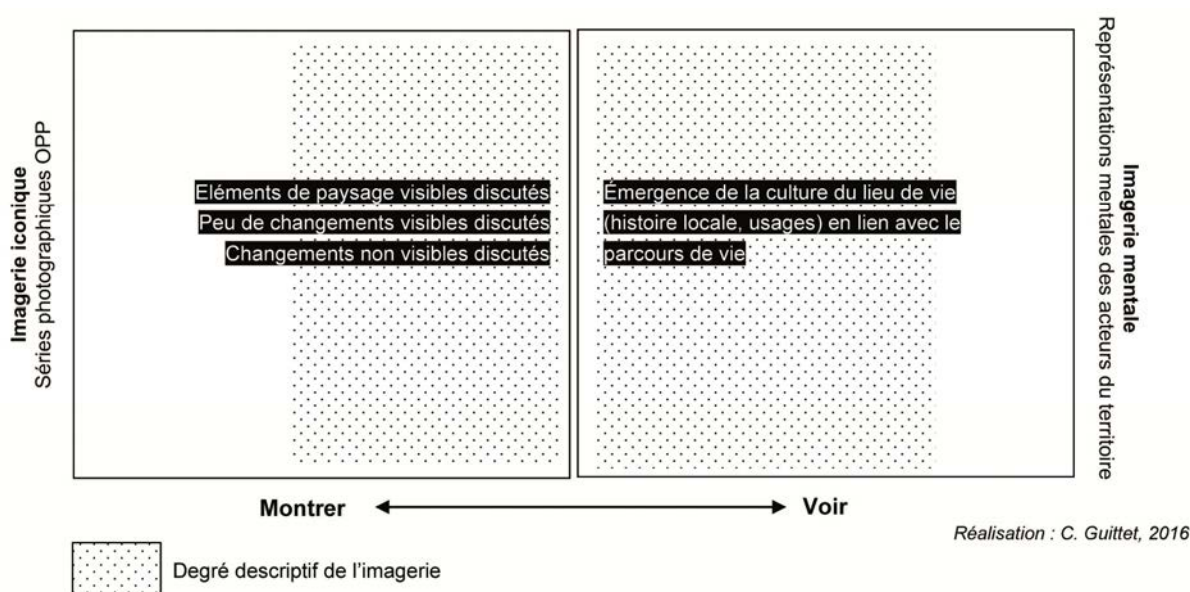 Imagerie iconique
Séries photographiques OPP
Eléments de paysage visibles discutés
Peu de changements visibles discutés
Changements non visibles discutés
Émergence de la culture du lieu de vie
(histoire locale, usages) en lien avec le
parcours de vie
Imagerie mentale
Représentations mentales des acteurs du territoire
Montrer
Voir
Réalisation : C. Guittet, 2016
Degré descriptif de l'imagerie